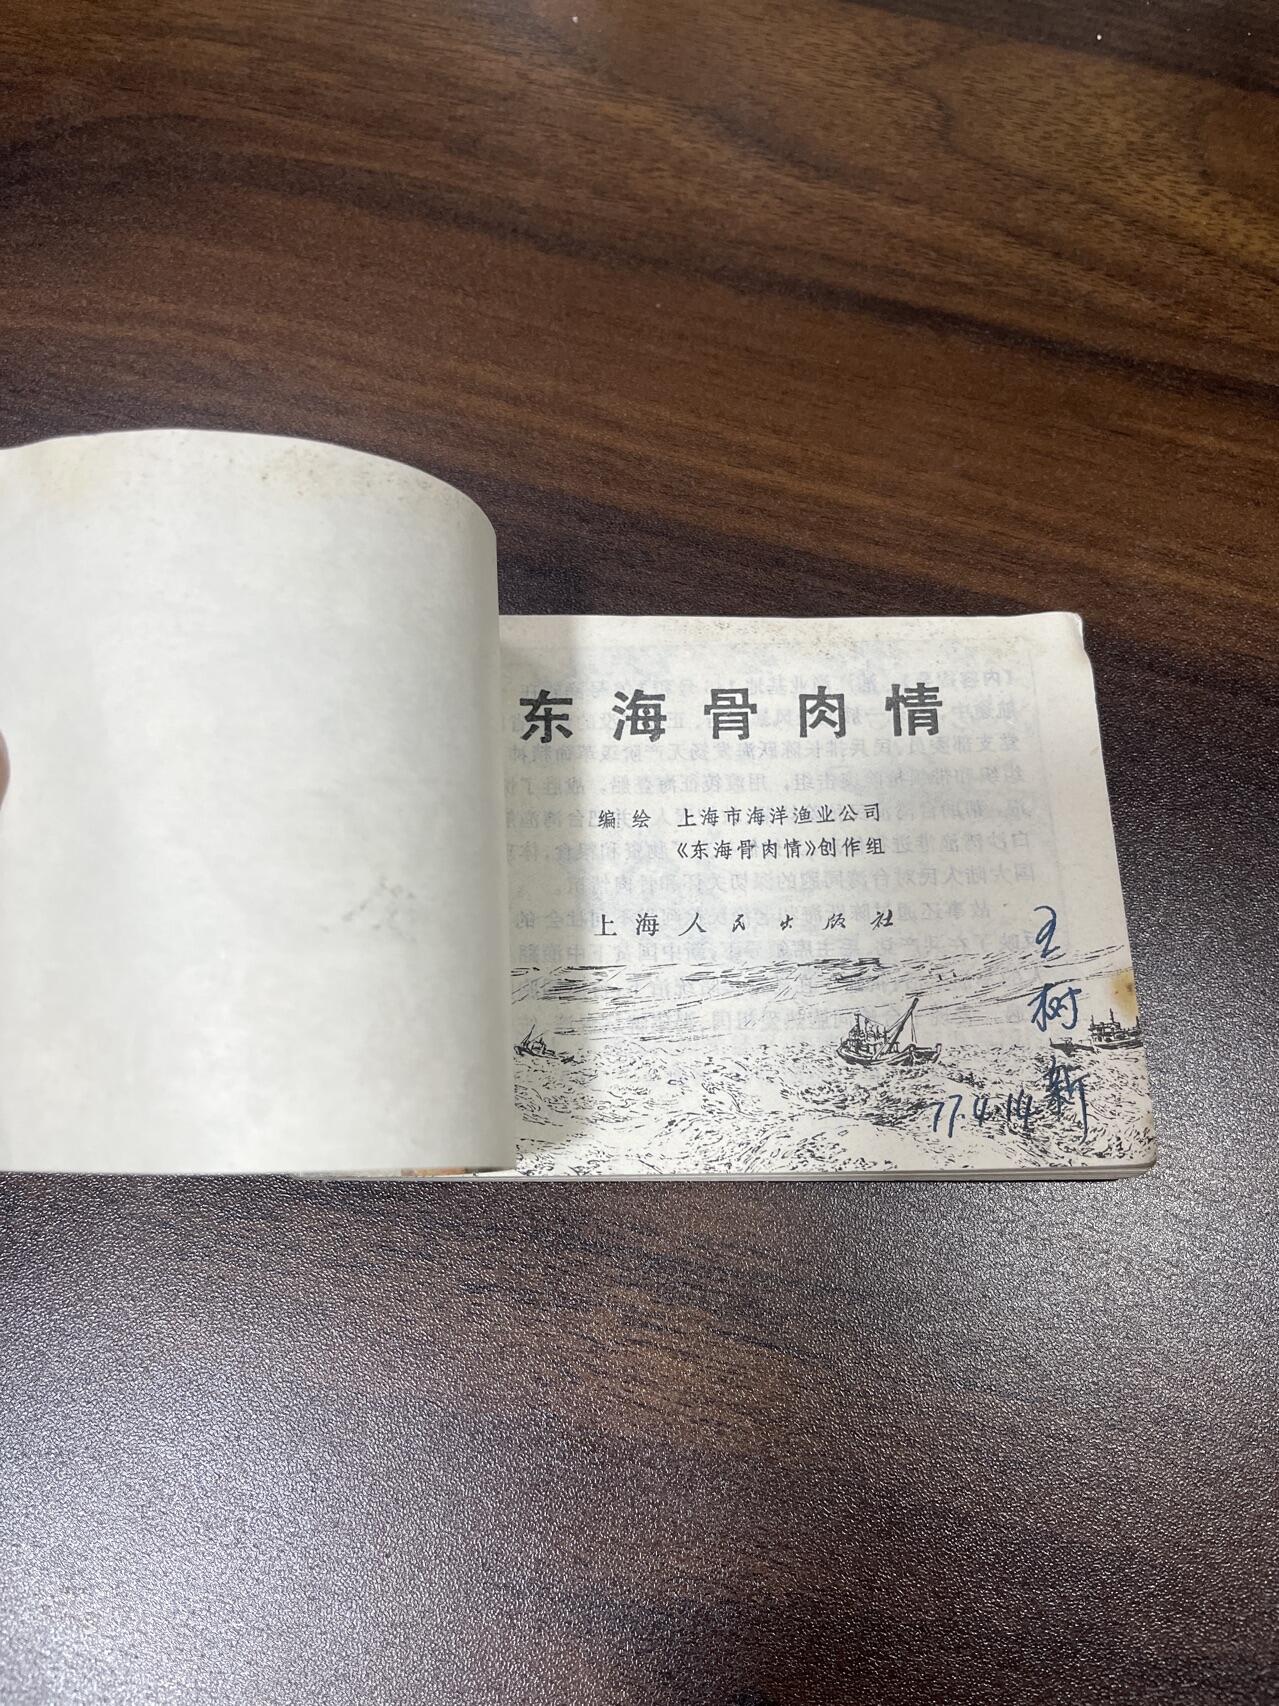 东海骨肉情
编绘 上海市海洋渔业公司
《东海骨肉情》创作组
上海人民出版社
王树新
77.4.14